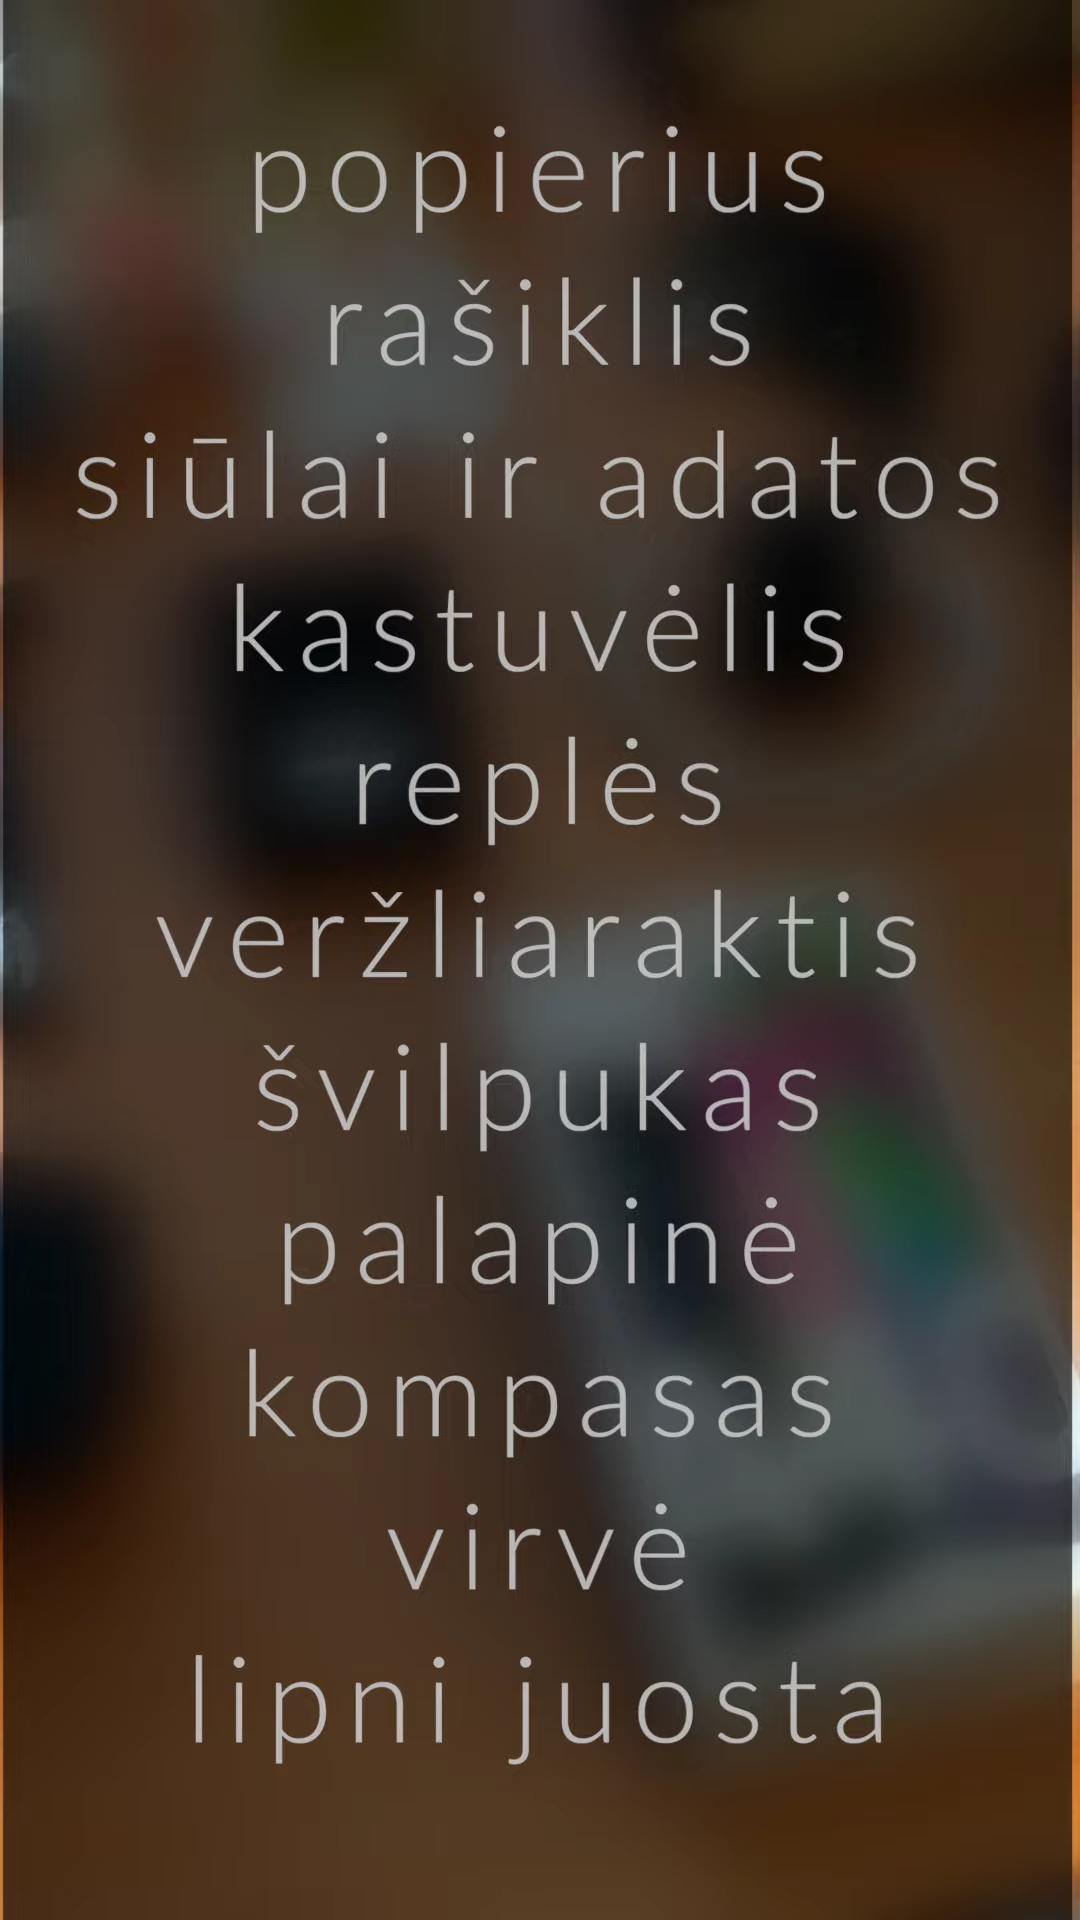 popierius
rašiklis
siūlai ir adatos
kastuvėlis
replės
veržliaraktis
švilpukas
palapinė
kompasas
virvė
lipni juosta